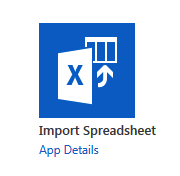 X
Import Spreadsheet
App Details